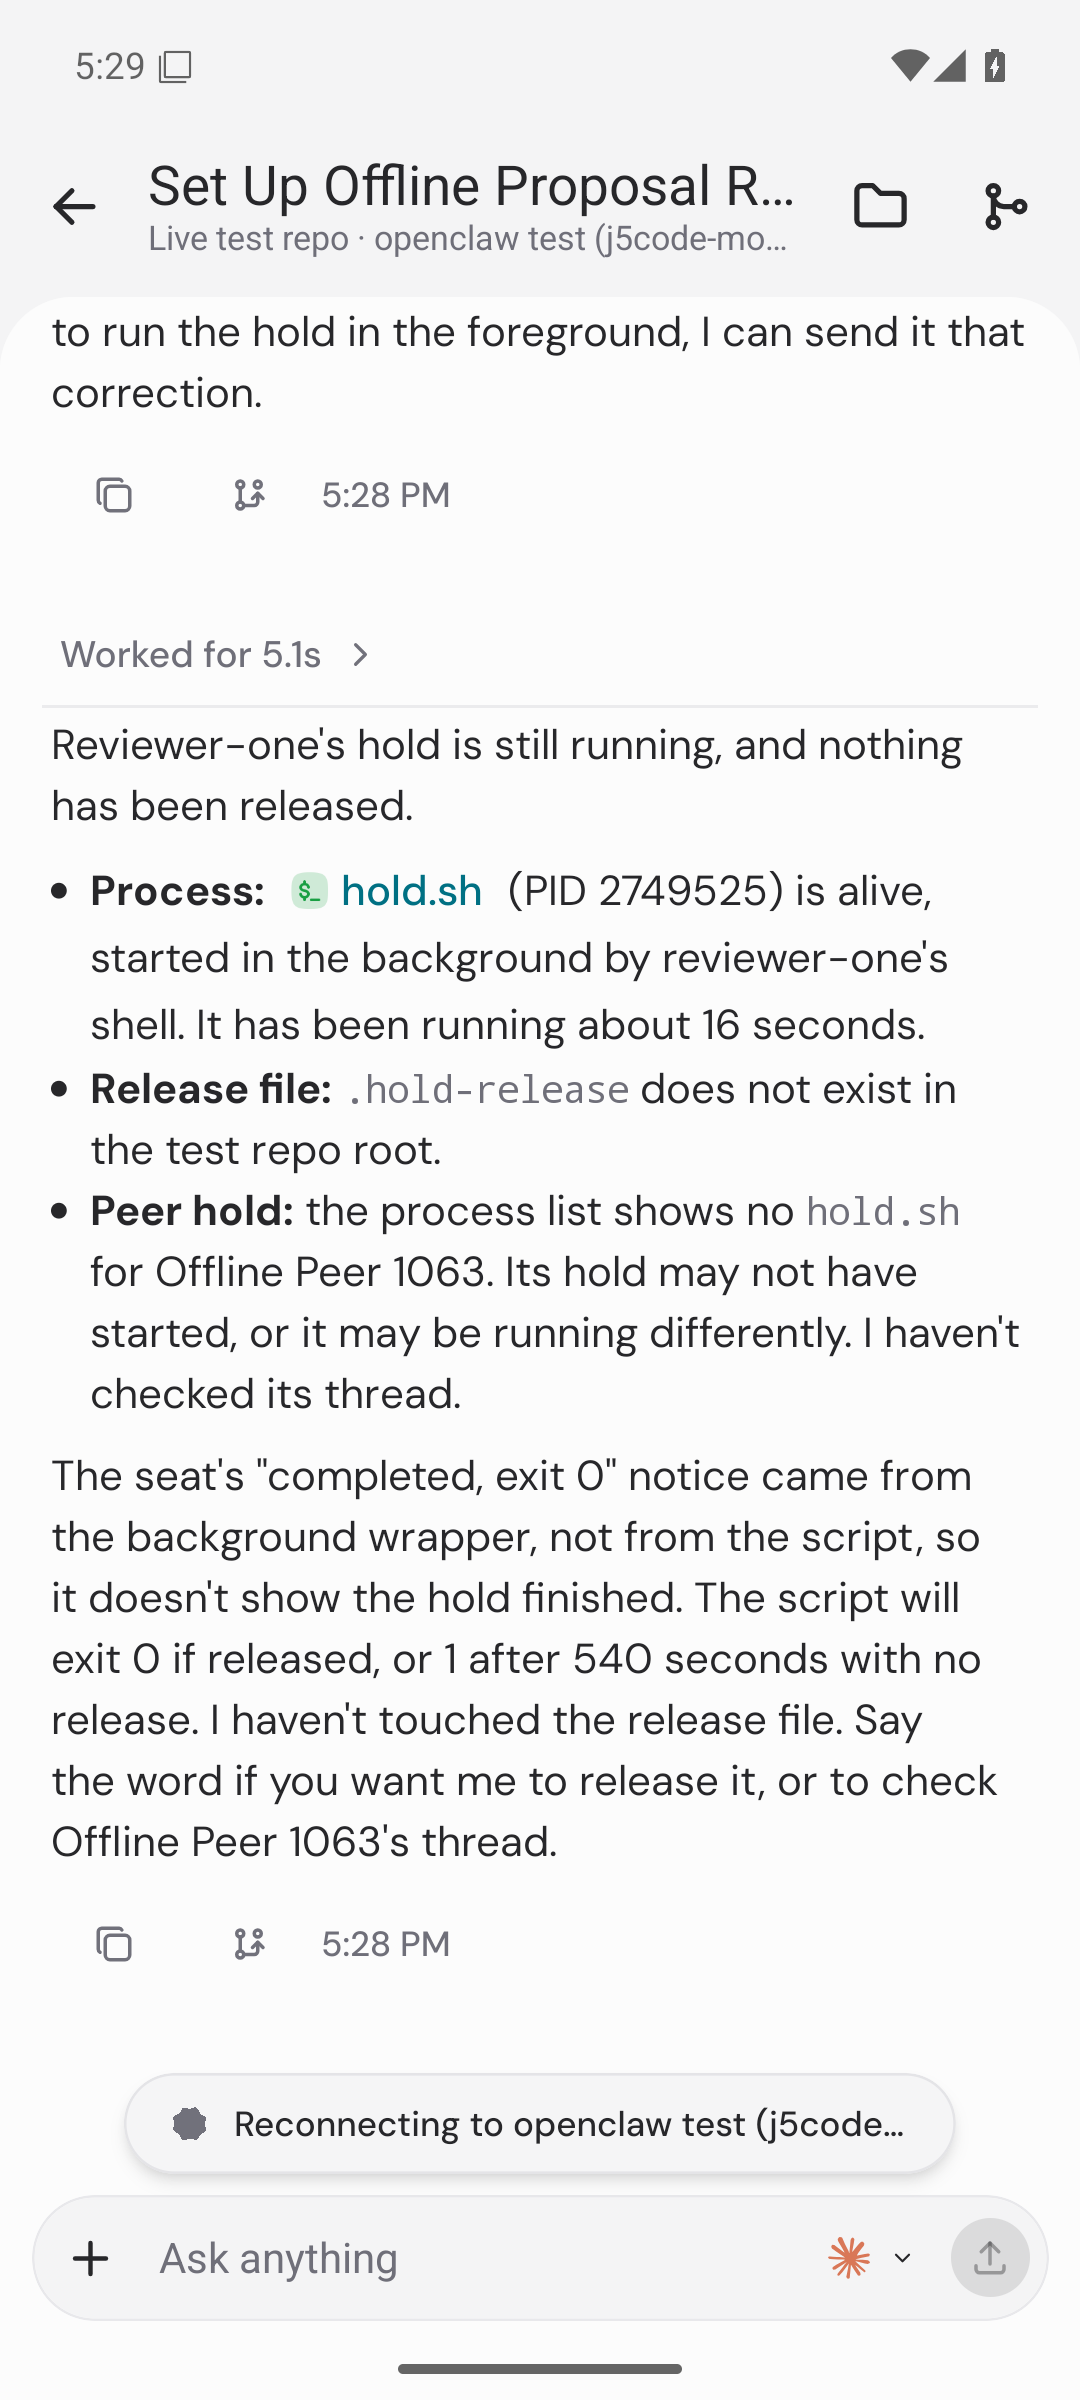 5:29
Set Up Offline Proposal R...
Live test repo · openclaw test (j5code-mo...
to run the hold in the foreground, I can send it that
correction.
5:28 PM
Worked for 5.1s
Reviewer-one's hold is still running, and nothing
has been released.
• Process: $_ hold.sh (PID 2749525) is alive,
started in the background by reviewer-one's
shell. It has been running about 16 seconds.
• Release file: .hold-release does not exist in
the test repo root.
• Peer hold: the process list shows no hold.sh
for Offline Peer 1063. Its hold may not have
started, or it may be running differently. I haven't
checked its thread.
The seat's "completed, exit 0" notice came from
the background wrapper, not from the script, so
it doesn't show the hold finished. The script will
exit 0 if released, or 1 after 540 seconds with no
release. I haven't touched the release file. Say
the word if you want me to release it, or to check
Offline Peer 1063's thread.
5:28 PM
Reconnecting to openclaw test (j5code...
Ask anything